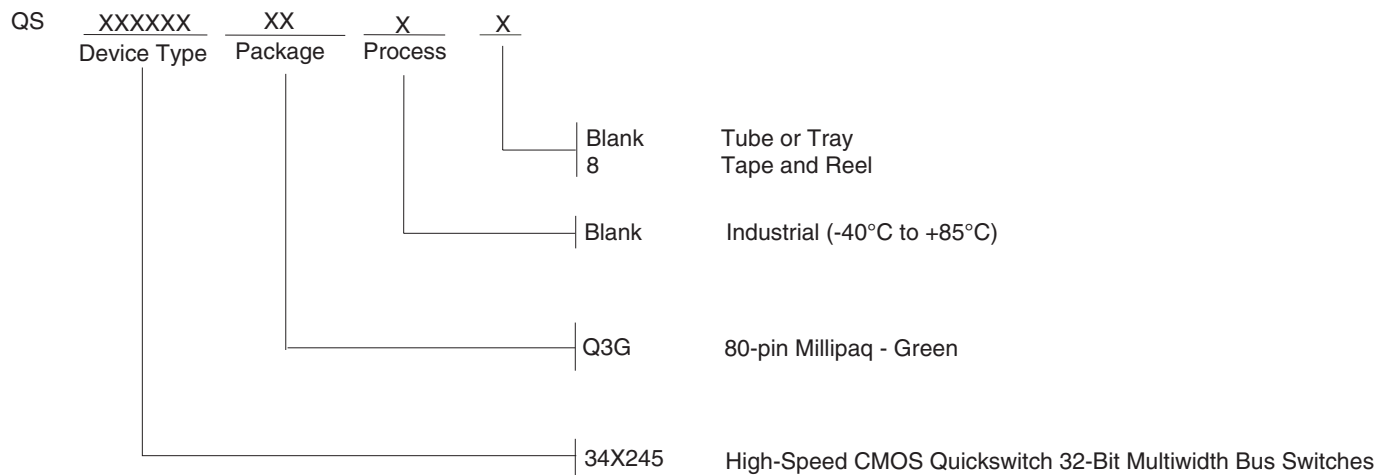 QS XXXXXX XX X X
Device Type Package Process
Blank Tube or Tray
8 Tape and Reel
Blank Industrial (-40°C to +85°C)
Q3G 80-pin Millipaq - Green
34X245 High-Speed CMOS Quickswitch 32-Bit Multiwidth Bus Switches